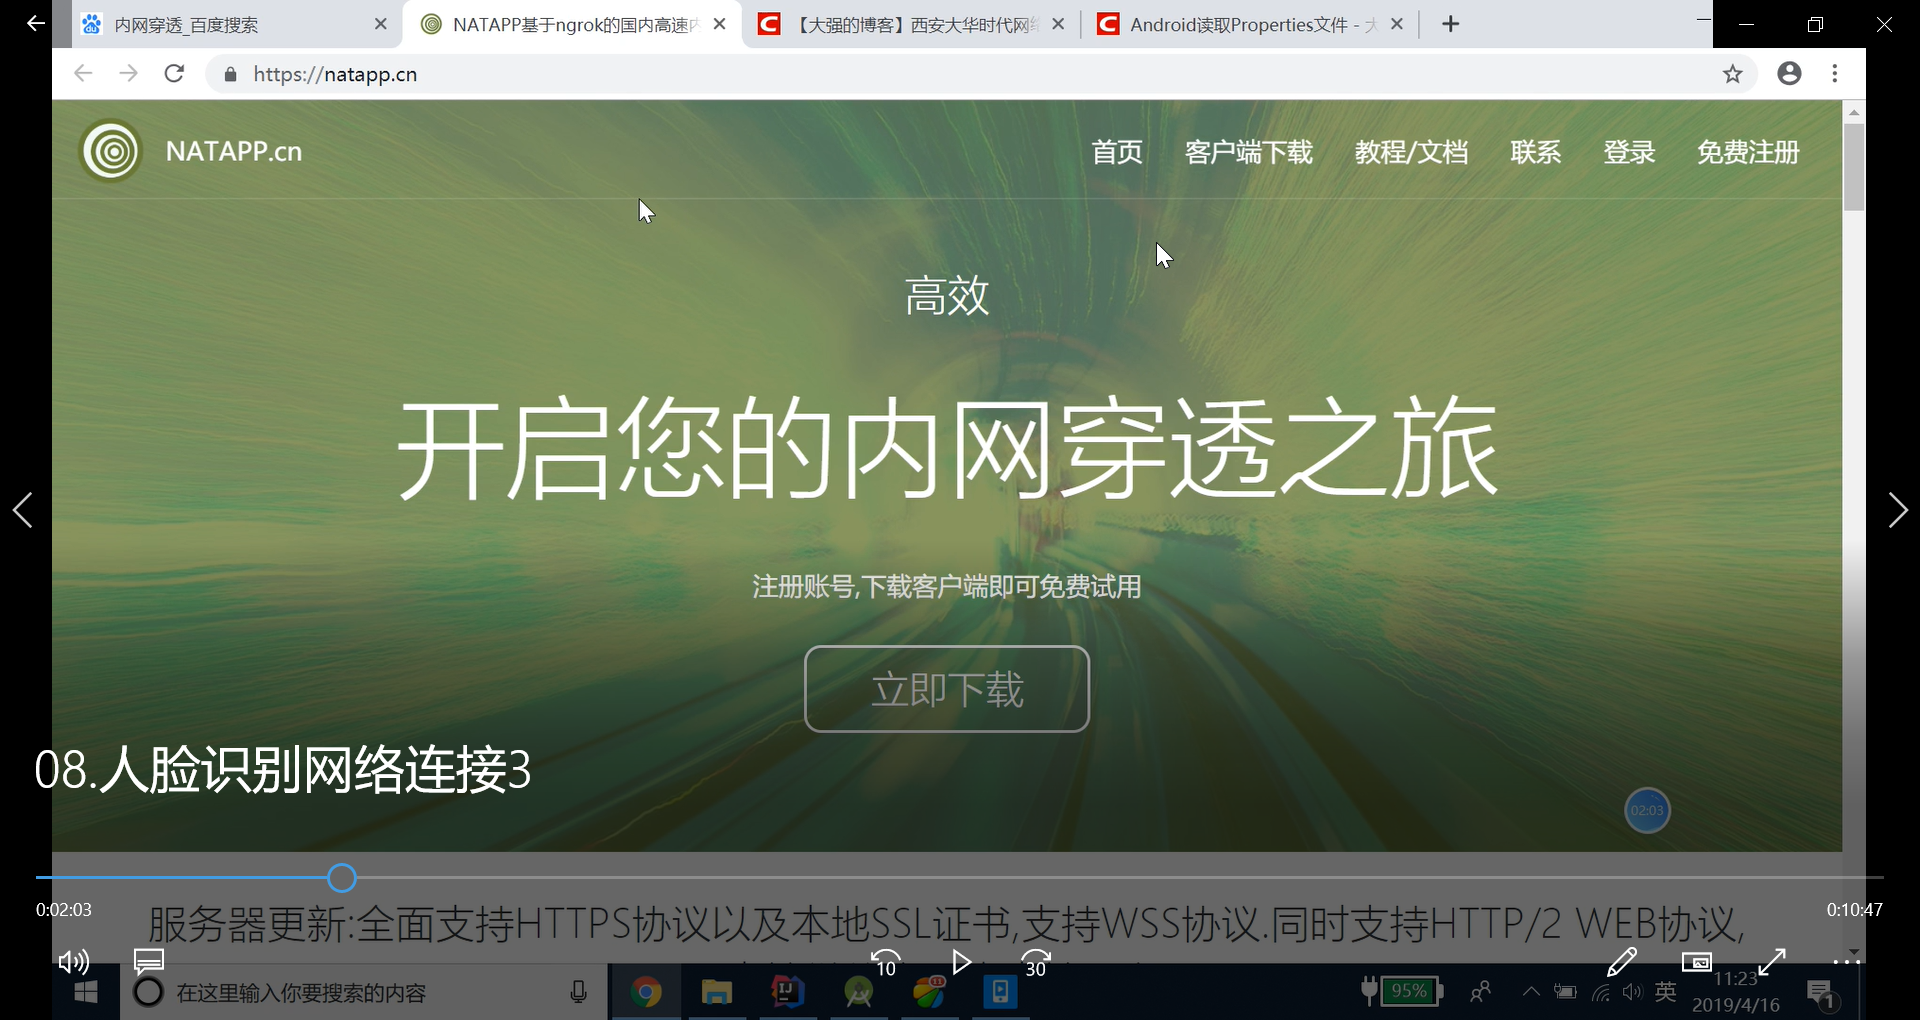 内网穿透_百度搜索
NATAPP基于ngrok的国内高速内
【大强的博客】西安大华时代网络
Android读取Properties文件 - 大
https://natapp.cn
NATAPP.cn
首页 客户端下载 教程/文档 联系 登录 免费注册
高效
开启您的内网穿透之旅
注册账号,下载客户端即可免费试用
立即下载
08.人脸识别网络连接3
02:03
0:02:03
0:10:47
服务器更新:全面支持HTTPS协议以及本地SSL证书,支持WSS协议.同时支持HTTP/2 WEB协议,
10
30
在这里输入你要搜索的内容
IJ
11
95%
英
11:23
2019/4/16
1